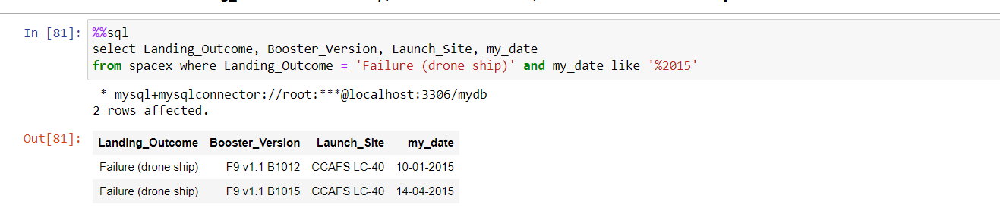 In [81]: %%sql
select Landing_Outcome, Booster_Version, Launch_Site, my_date
from spacex where Landing_Outcome = 'Failure (drone ship)' and my_date like '%2015'
* mysql+mysqlconnector://root:***@localhost:3306/mydb
2 rows affected.
Out[81]: Landing_Outcome Booster_Version Launch_Site my_date
Failure (drone ship) F9 v1.1 B1012 CCAFS LC-40 10-01-2015
Failure (drone ship) F9 v1.1 B1015 CCAFS LC-40 14-04-2015